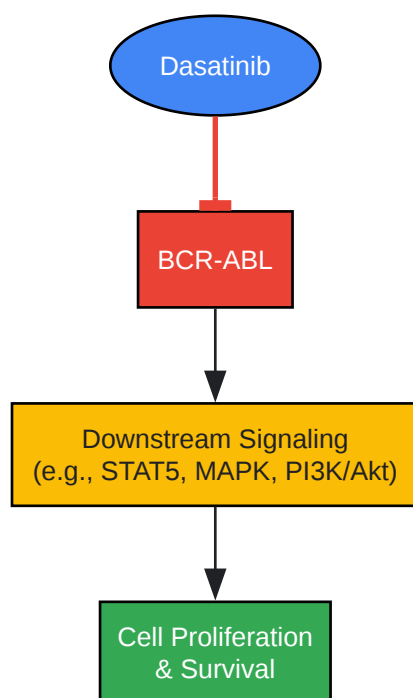 Dasatinib
BCR-ABL
Downstream Signaling
(e.g., STAT5, MAPK, PI3K/Akt)
Cell Proliferation
& Survival